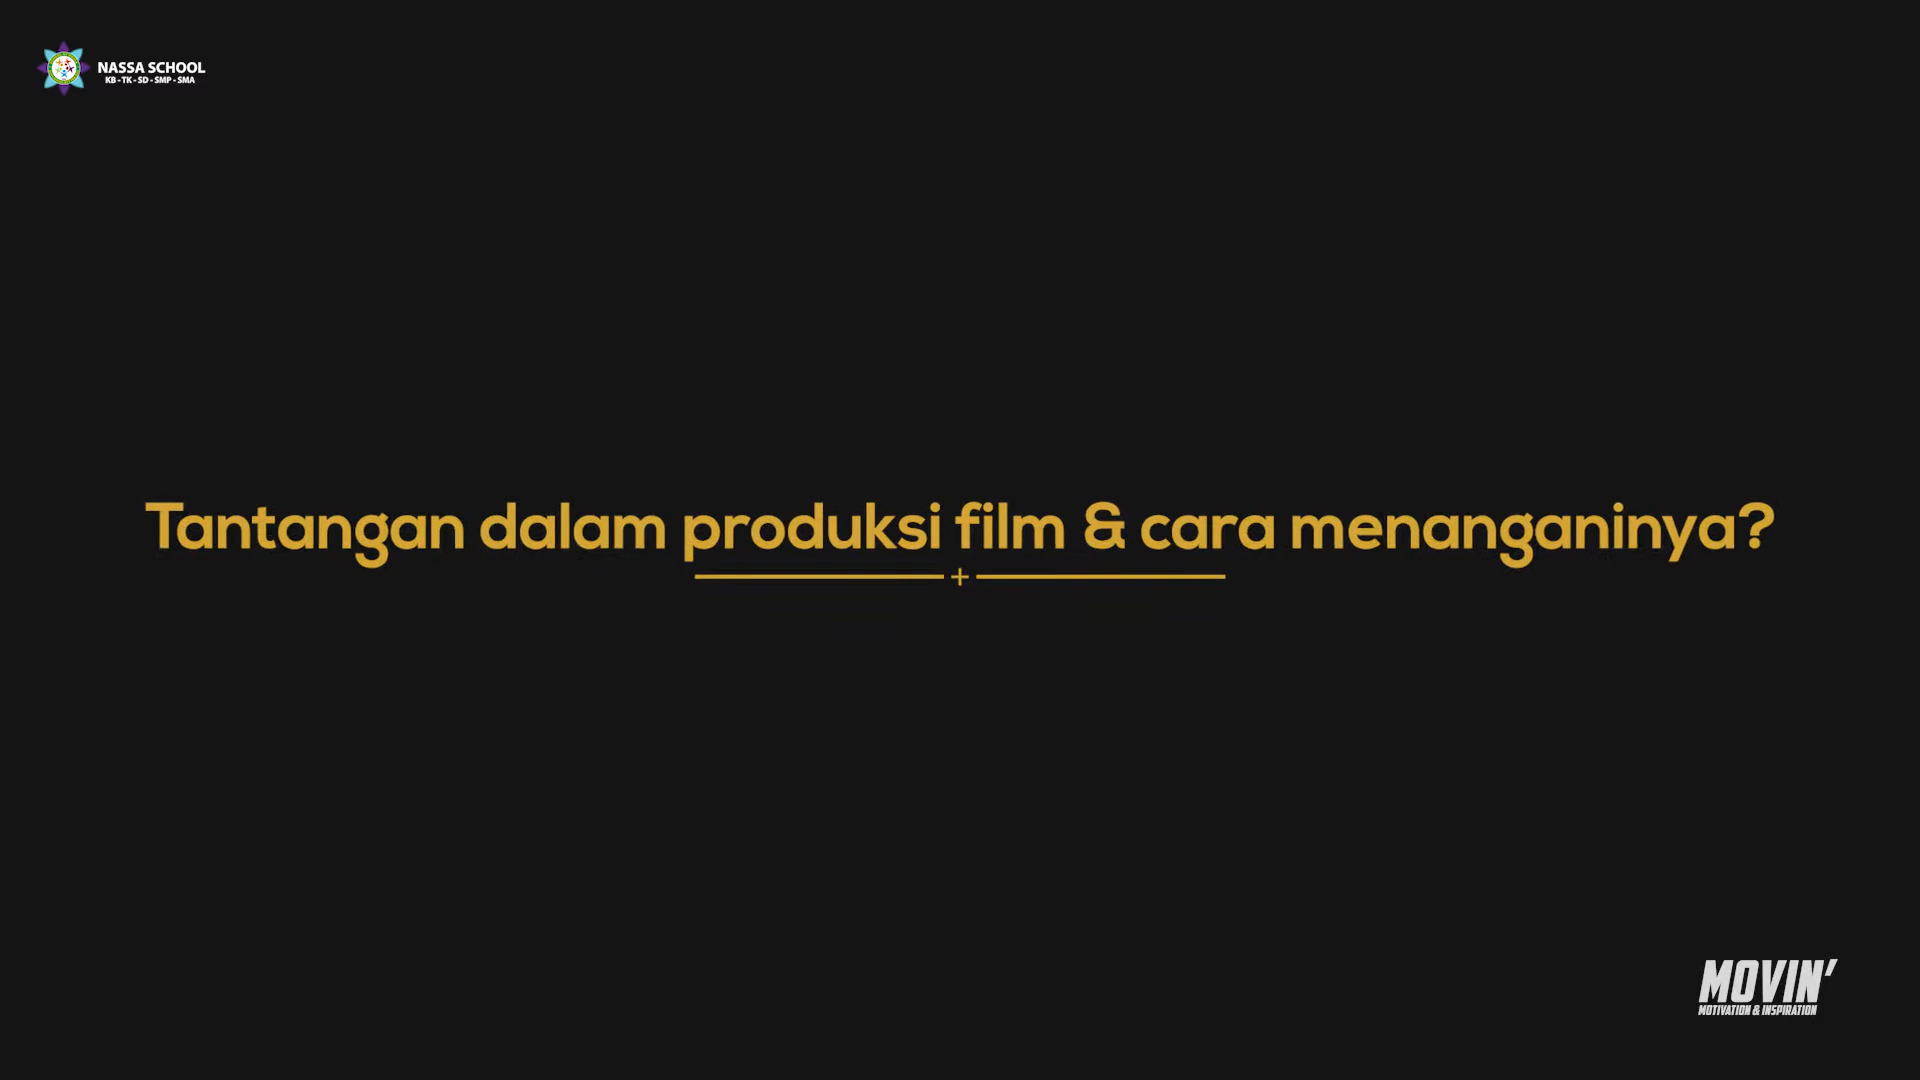 NASSA SCHOOL
KB - TK - SD - SMP - SMA
Tantangan dalam produksi film & cara menanganinya?
MOVIN'
MOTIVATION & INSPIRATION